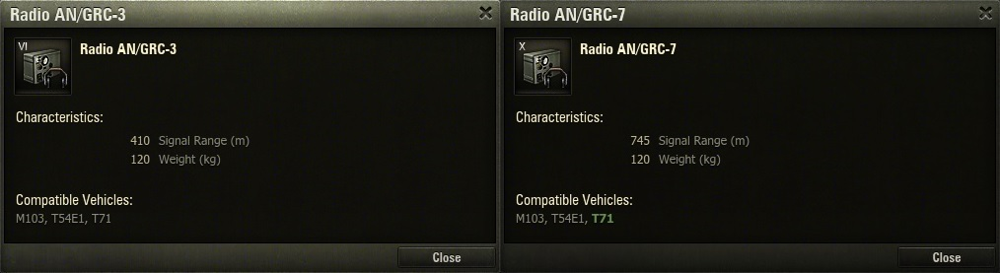 Radio AN/GRC-3
VI
Radio AN/GRC-3
Characteristics:
410 Signal Range (m)
120 Weight (kg)
Compatible Vehicles:
M103, T54E1, T71
Close
Radio AN/GRC-7
X
Radio AN/GRC-7
Characteristics:
745 Signal Range (m)
120 Weight (kg)
Compatible Vehicles:
M103, T54E1, T71
Close